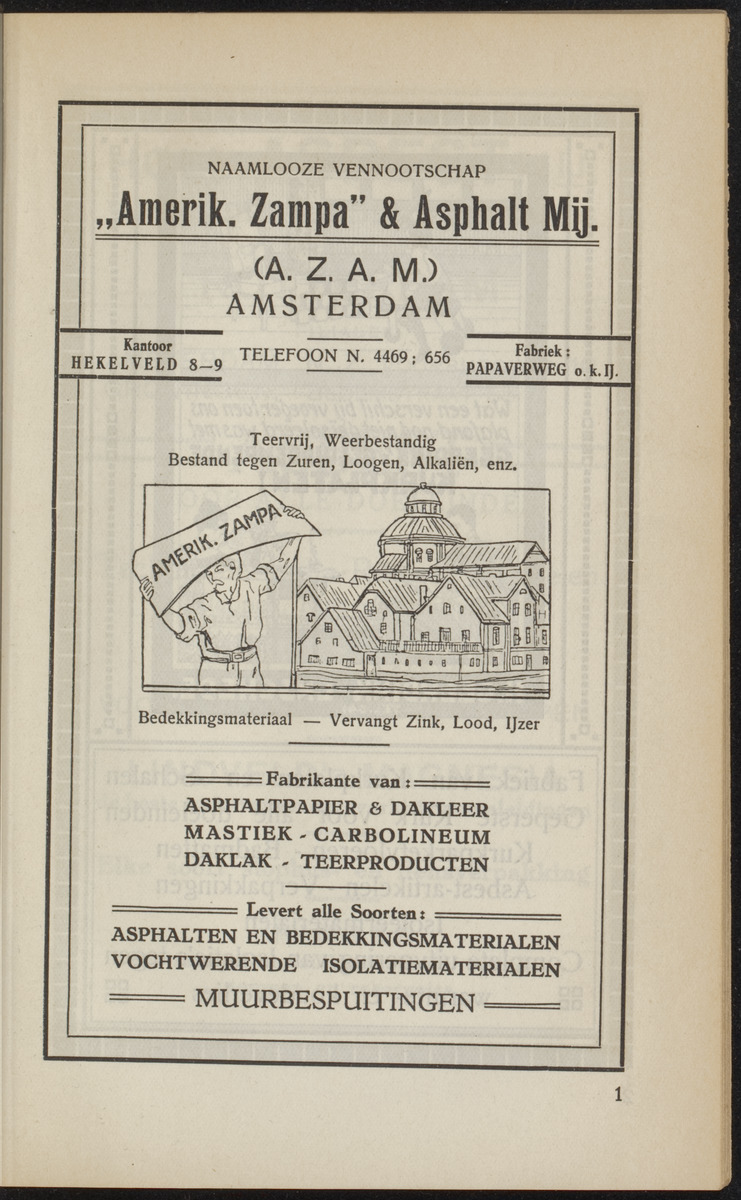 NAAMLOOZE VENNOOTSCHAP
„Amerik. Zampa” & Asphalt Mij.
(A. Z. A. M.)
AMSTERDAM
Kantoor
HEKELVELD 8—9
TELEFOON N. 4469; 656
Fabriek:
PAPAVERWEG o. k. IJ.
Teervrij, Weerbestandig
Bestand tegen Zuren, Loogen, Alkaliën, enz.
AMERIK. ZAMPA
Bedekkingsmateriaal — Vervangt Zink, Lood, IJzer
Fabrikante van:
ASPHALTPAPIER & DAKLEER
MASTIEK - CARBOLINEUM
DAKLAK - TEERPRODUCTEN
Levert alle Soorten:
ASPHALTEN EN BEDEKKINGSMATERIALEN
VOCHTWERENDE ISOLATIEMATERIALEN
MUURBESPUITINGEN
1